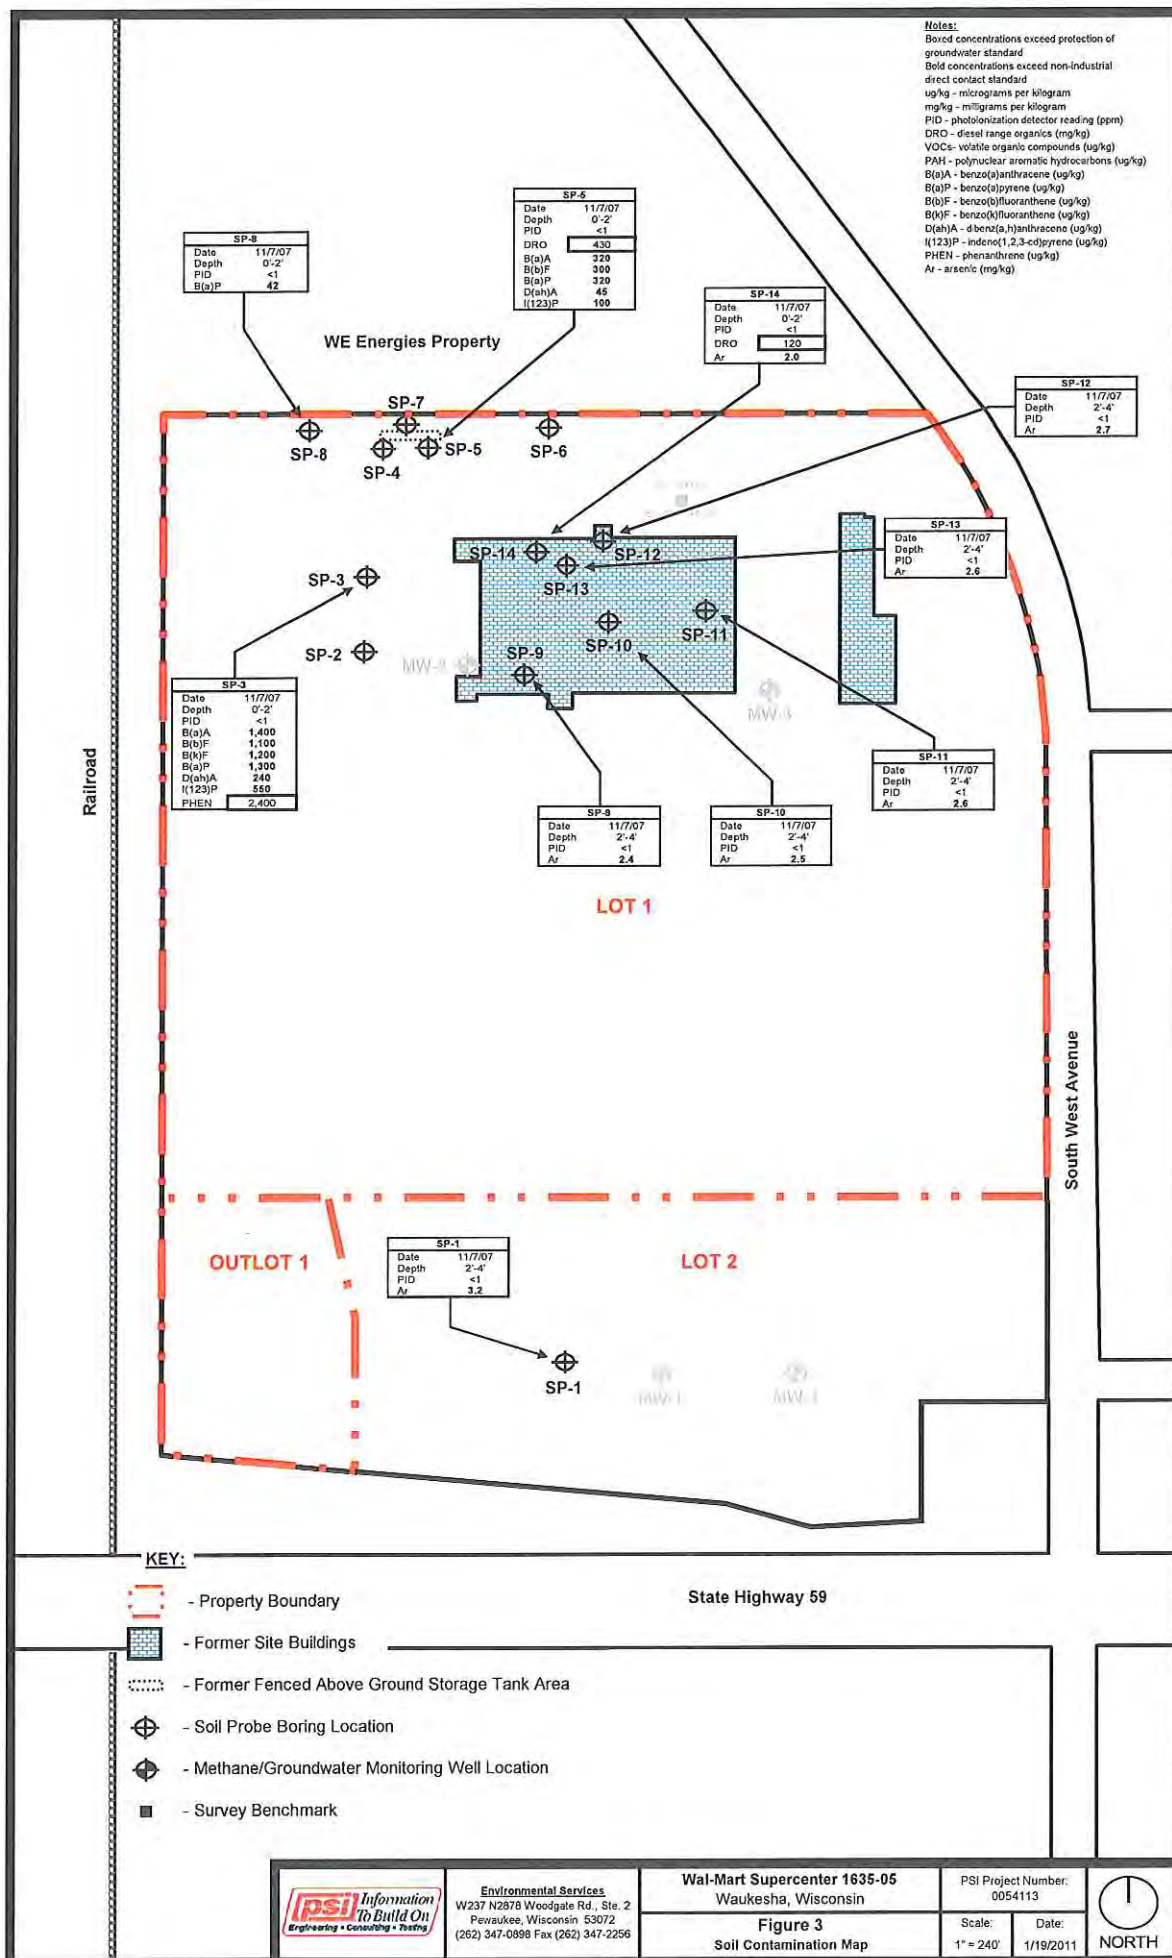 Notes:
Boxed concentrations exceed protection of
groundwater standard
Bold concentrations exceed non-industrial
direct contact standard
ug/kg - micrograms per kilogram
mg/kg - milligrams per kilogram
PID - photoionization detector reading (ppm)
DRO - diesel range organics (mg/kg)
VOCs- volatile organic compounds (ug/kg)
PAH - polynuclear aromatic hydrocarbons (ug/kg)
B(a)A - benzo(a)anthracene (ug/kg)
B(a)P - benzo(a)pyrene (ug/kg)
B(b)F - benzo(b)fluoranthene (ug/kg)
B(k)F - benzo(k)fluoranthene (ug/kg)
D(ah)A - dibenz(a,h)anthracene (ug/kg)
I(123)P - indeno(1,2,3-cd)pyrene (ug/kg)
PHEN - phenanthrene (ug/kg)
Ar - arsenic (mg/kg)
SP-5
Date 11/7/07
Depth 0'-2'
PID <1
DRO 430
B(a)A 320
B(b)F 300
B(a)P 320
D(ah)A 45
I(123)P 100
SP-8
Date 11/7/07
Depth 0'-2'
PID <1
B(a)P 42
SP-14
Date 11/7/07
Depth 0'-2'
PID <1
DRO 120
Ar 2.0
WE Energies Property
SP-12
Date 11/7/07
Depth 2'-4'
PID <1
Ar 2.7
SP-7
SP-8
SP-4
SP-5
SP-6
SP-13
Date 11/7/07
Depth 2'-4'
PID <1
Ar 2.6
SP-14
SP-12
SP-13
SP-3
SP-2
SP-10
SP-11
SP-9
MW-3
SP-3
Date 11/7/07
Depth 0'-2'
PID <1
B(a)A 1,400
B(b)F 1,100
B(k)F 1,200
B(a)P 1,300
D(ah)A 240
I(123)P 550
PHEN 2,400
Railroad
SP-11
Date 11/7/07
Depth 2'-4'
PID <1
Ar 2.6
SP-9
Date 11/7/07
Depth 2'-4'
PID <1
Ar 2.4
SP-10
Date 11/7/07
Depth 2'-4'
PID <1
Ar 2.5
LOT 1
South West Avenue
OUTLOT 1
SP-1
Date 11/7/07
Depth 2'-4'
PID <1
Ar 3.2
LOT 2
SP-1
KEY:
- Property Boundary
- Former Site Buildings
- Former Fenced Above Ground Storage Tank Area
- Soil Probe Boring Location
- Methane/Groundwater Monitoring Well Location
- Survey Benchmark
State Highway 59
psi Information
To Build On
Engineering • Consulting • Testing
Environmental Services
W237 N2878 Woodgate Rd., Ste. 2
Pewaukee, Wisconsin 53072
(262) 347-0898 Fax (262) 347-2256
Wal-Mart Supercenter 1635-05
Waukesha, Wisconsin
Figure 3
Soil Contamination Map
PSI Project Number:
0054113
Scale:
1" = 240'
Date:
1/19/2011
NORTH